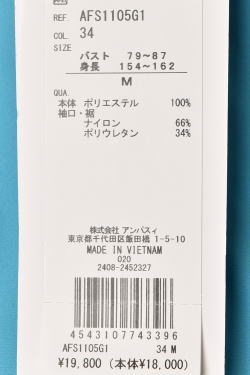 REF. AFS1105G1
COL. 34
SIZE
バスト 79~87
身長 154~162
M
QUA.
本体 ポリエステル 100%
袖口・裾
ナイロン 66%
ポリウレタン 34%
株式会社 アンパスィ
東京都千代田区飯田橋 1-5-10
MADE IN VIETNAM
020
2408-2452327
4543107743396
AFS1105G1 34 M
¥19,800 (本体¥18,000)